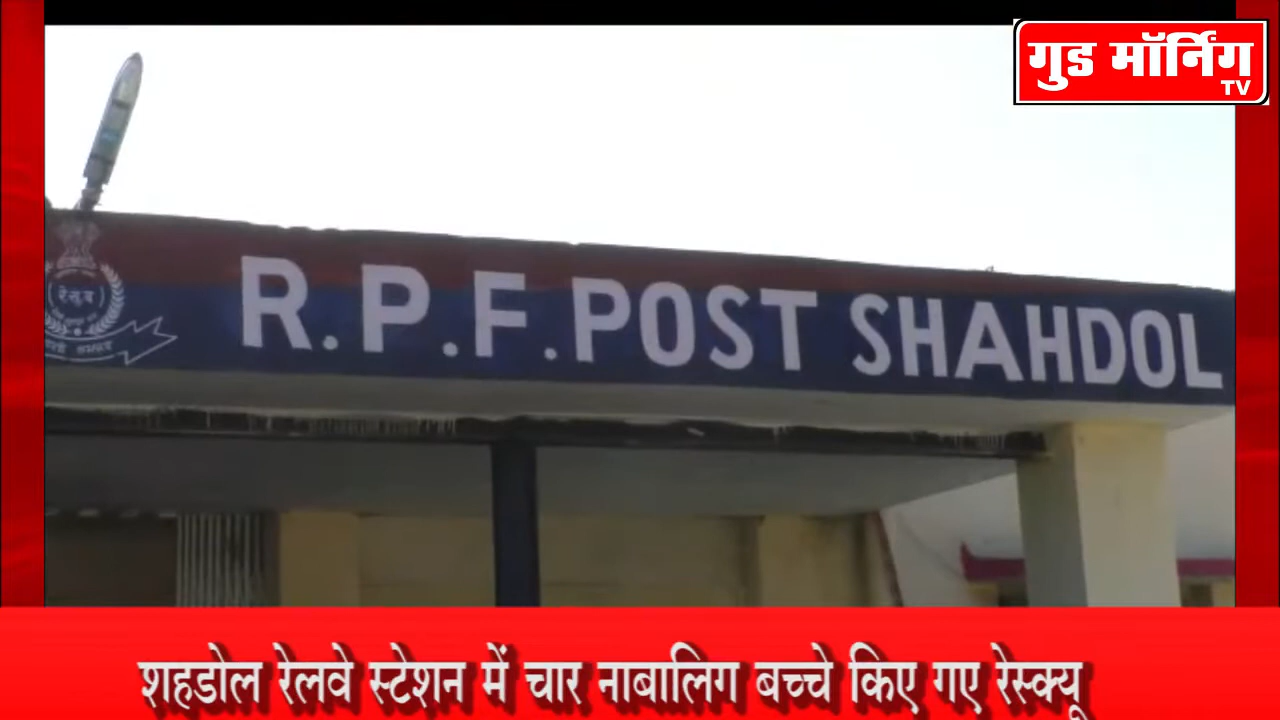 गुड मॉर्निंग
TV
रे.सु.ब
R.P.F.POST SHAHDOL
शहडोल रेलवे स्टेशन में चार नाबालिग बच्चे किए गए रेस्क्यू